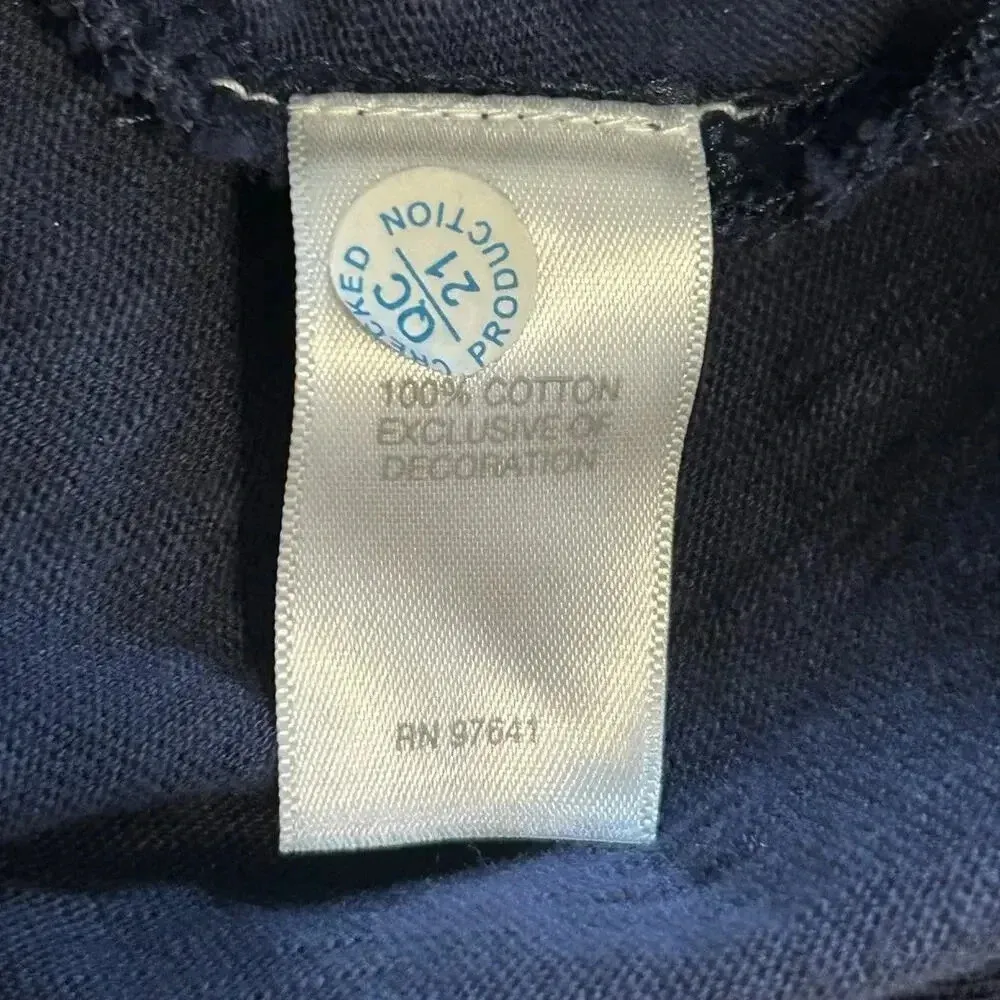 PRODUCTION CHECKED
QC
21
100% COTTON
EXCLUSIVE OF
DECORATION
RN 97641